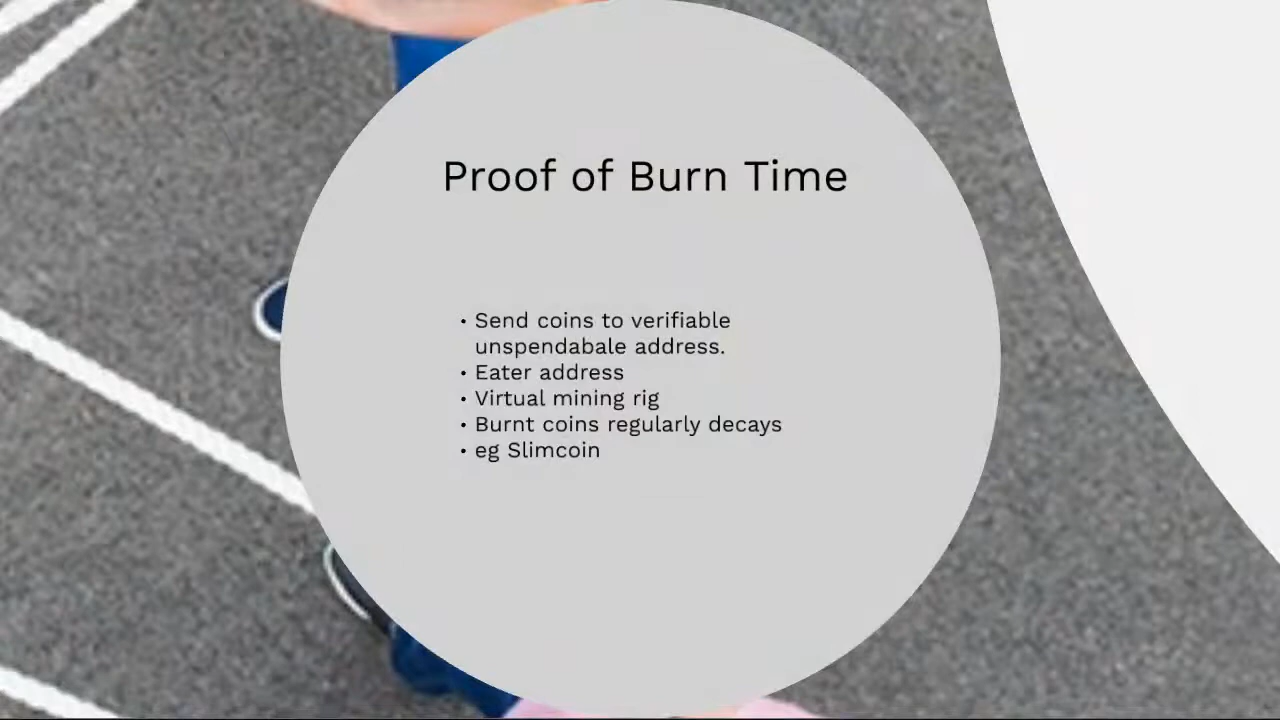 Proof of Burn Time
• Send coins to verifiable
unspendabale address.
• Eater address
• Virtual mining rig
• Burnt coins regularly decays
• eg Slimcoin